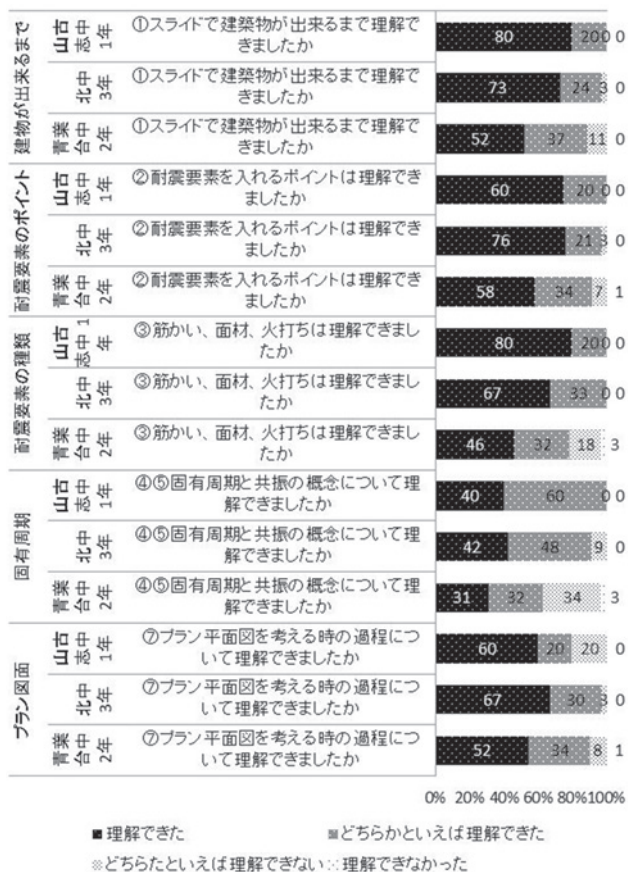 建物が出来るまで
山古志中1年
①スライドで建築物が出来るまで理解で
きましたか
80 20 0 0
北中3年
①スライドで建築物が出来るまで理解で
きましたか
73 24 3 0
青葉台中2年
①スライドで建築物が出来るまで理解で
きましたか
52 37 11 0
耐震要素のポイント
山古志中1年
②耐震要素を入れるポイントは理解でき
ましたか
60 20 0 0
北中3年
②耐震要素を入れるポイントは理解でき
ましたか
76 21 3 0
青葉台中2年
②耐震要素を入れるポイントは理解でき
ましたか
58 34 7 1
耐震要素の種類
山古志中1
③筋かい、面材、火打ちは理解できまし
たか
80 20 0 0
北中3年
③筋かい、面材、火打ちは理解できまし
たか
67 33 0 0
青葉台中2年
③筋かい、面材、火打ちは理解できまし
たか
46 32 18 3
固有周期
山古志中1年
④⑤固有周期と共振の概念について理
解できましたか
40 60 0 0
北中3年
④⑤固有周期と共振の概念について理
解できましたか
42 48 9 0
青葉台中2年
④⑤固有周期と共振の概念について理
解できましたか
31 32 34 3
プラン図面
山古志中1年
⑦プラン平面図を考える時の過程につ
いて理解できましたか
60 20 20 0
北中3年
⑦プラン平面図を考える時の過程につ
いて理解できましたか
67 30 3 0
青葉台中2年
⑦プラン平面図を考える時の過程につ
いて理解できましたか
52 34 8 1
0% 20% 40% 60% 80% 100%
理解できた どちらかといえば理解できた
どちらたといえば理解できない 理解できなかった